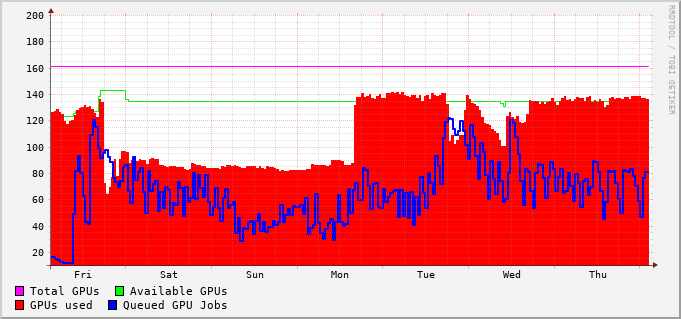 200
180
160
140
120
100
80
60
40
20
Fri Sat Sun Mon Tue Wed Thu
RRDTOOL / TOBI OETIKER
Total GPUs Available GPUs
GPUs used Queued GPU Jobs